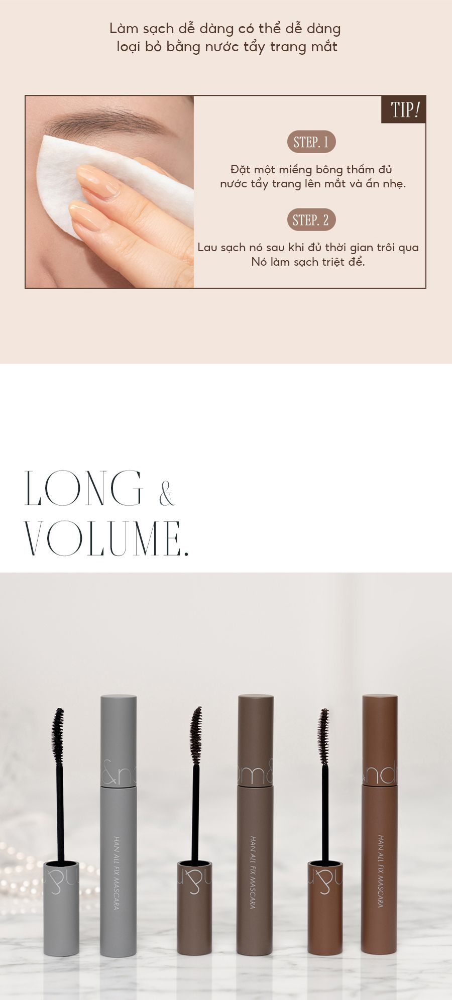 Làm sạch dễ dàng có thể dễ dàng
loại bỏ bằng nước tẩy trang mắt
TIP!
STEP. 1
Đặt một miếng bông thấm đủ
nước tẩy trang lên mắt và ấn nhẹ.
STEP. 2
Lau sạch nó sau khi đủ thời gian trôi qua
Nó làm sạch triệt để.
LONG &
VOLUME.
&n
m&
&nd
HAN ALL FIX MASCARA
HAN ALL FIX MASCARA
HAN ALL FIX MASCARA